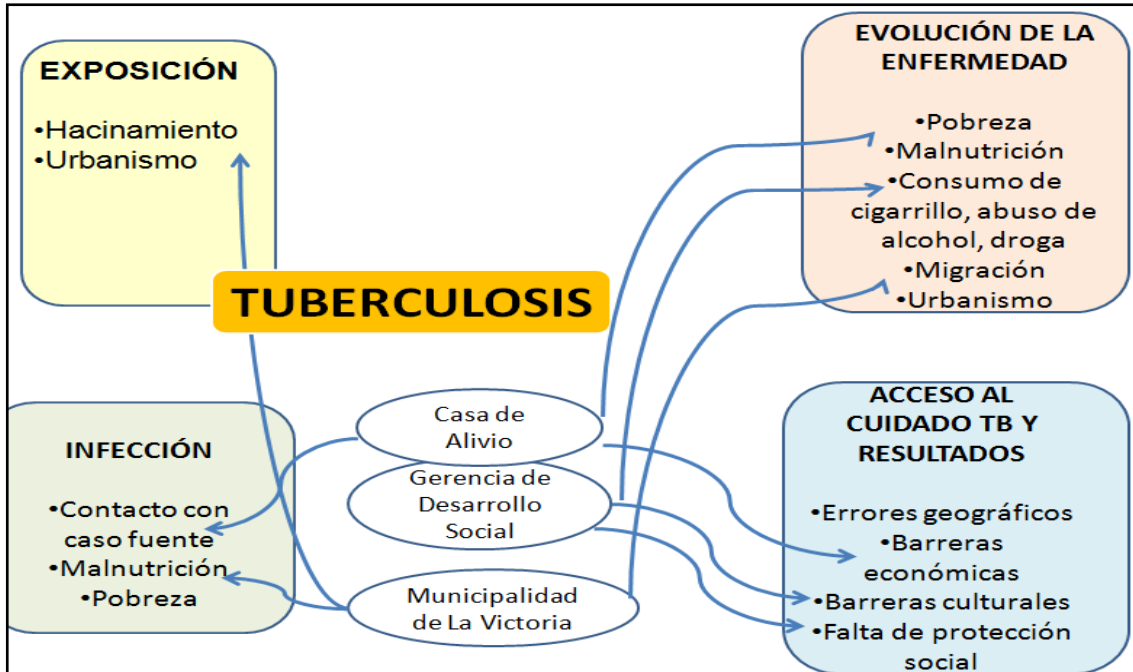 EXPOSICIÓN
•Hacinamiento
•Urbanismo
EVOLUCIÓN DE LA
ENFERMEDAD
•Pobreza
•Malnutrición
•Consumo de
cigarrillo, abuso de
alcohol, droga
•Migración
•Urbanismo
TUBERCULOSIS
INFECCIÓN
•Contacto con
caso fuente
•Malnutrición
•Pobreza
Casa de
Alivio
Gerencia de
Desarrollo
Social
Municipalidad
de La Victoria
ACCESO AL
CUIDADO TB Y
RESULTADOS
•Errores geográficos
•Barreras
económicas
•Barreras culturales
•Falta de protección
social